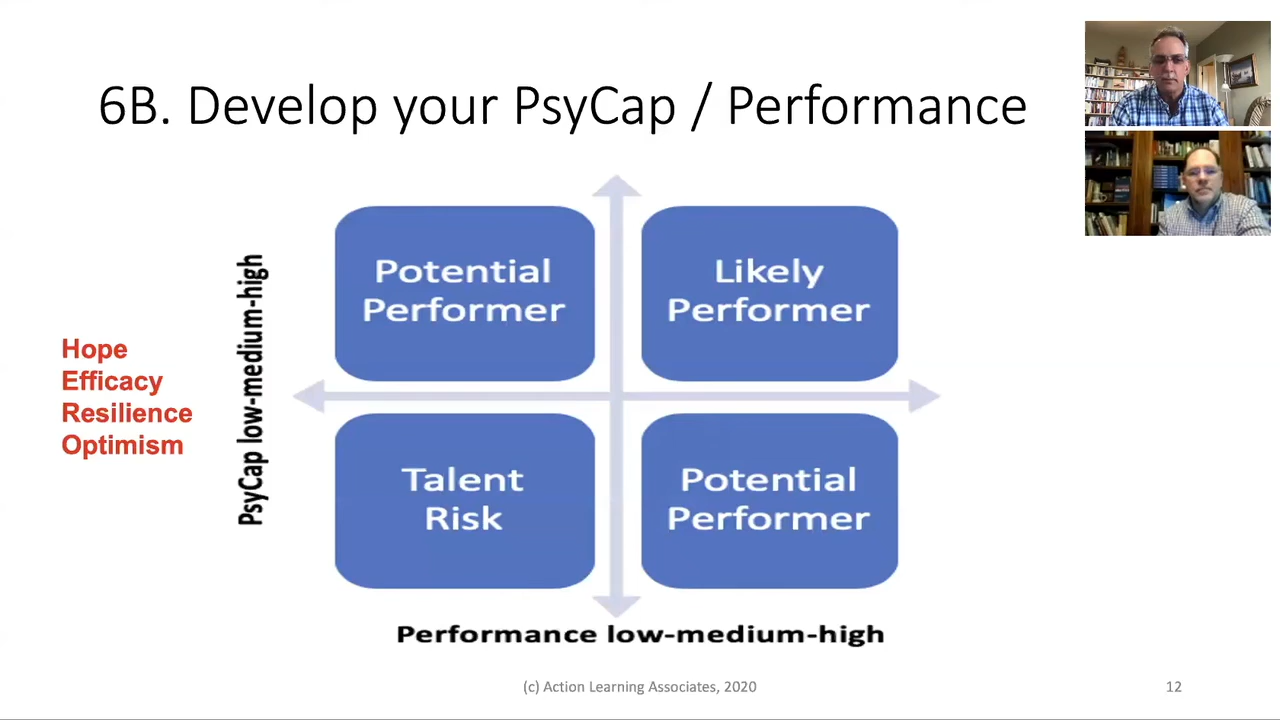 6B. Develop your PsyCap / Performance
Potential
Performer
Likely
Performer
Hope
Efficacy
Resilience
Optimism
PsyCap low-medium-high
Talent
Risk
Potential
Performer
Performance low-medium-high
(c) Action Learning Associates, 2020
12